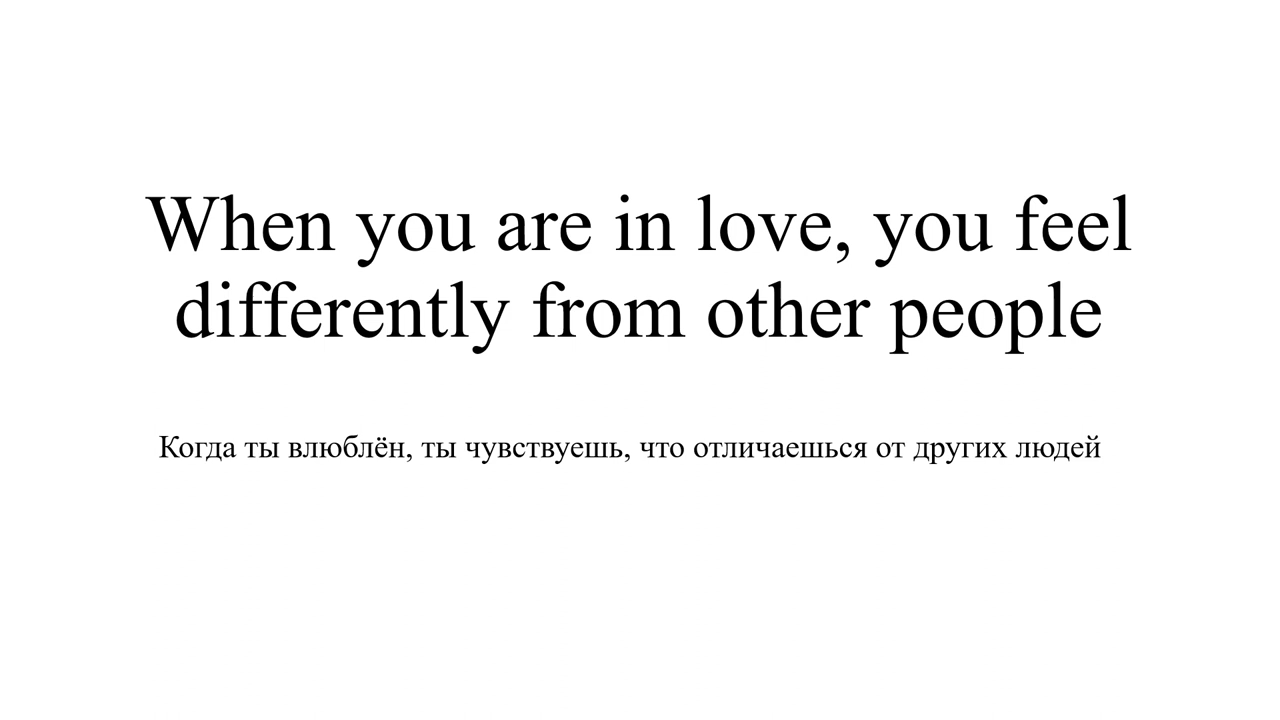 When you are in love, you feel
differently from other people
Когда ты влюблён, ты чувствуешь, что отличаешься от других людей